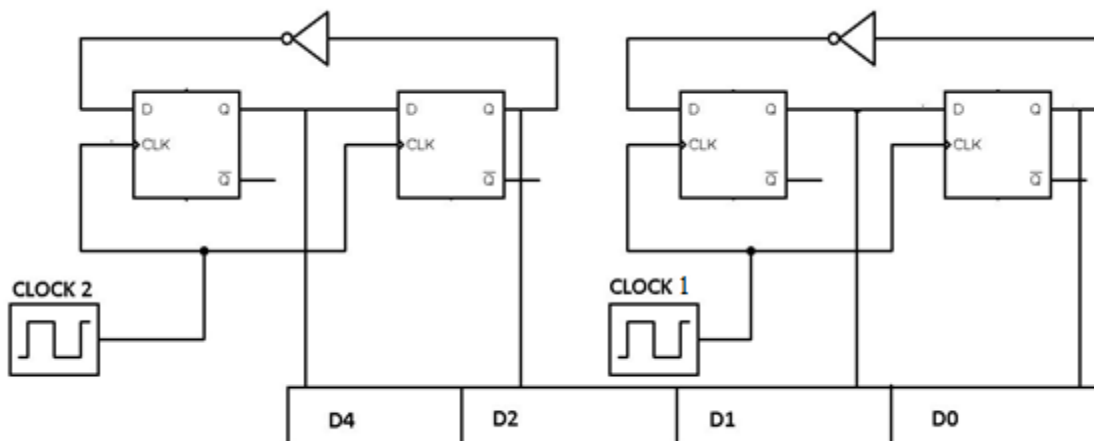 D Q D Q D Q D Q
CLK CLK CLK CLK
Q̅ Q̅ Q̅ Q̅
CLOCK 2 CLOCK 1
D4 D2 D1 D0